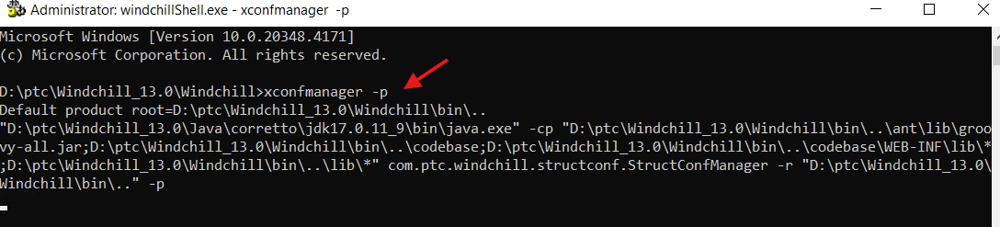 Administrator: windchillShell.exe - xconfmanager -p
Microsoft Windows [Version 10.0.20348.4171]
(c) Microsoft Corporation. All rights reserved.
D:\ptc\Windchill_13.0\Windchill>xconfmanager -p
Default product root=D:\ptc\Windchill_13.0\Windchill\bin\..
"D:\ptc\Windchill_13.0\Java\corretto\jdk17.0.11_9\bin\java.exe" -cp "D:\ptc\Windchill_13.0\Windchill\bin\..\ant\lib\groo
vy-all.jar;D:\ptc\Windchill_13.0\Windchill\bin\..\codebase;D:\ptc\Windchill_13.0\Windchill\bin\..\codebase\WEB-INF\lib\*
;D:\ptc\Windchill_13.0\Windchill\bin\..\lib\*" com.ptc.windchill.structconf.StructConfManager -r "D:\ptc\Windchill_13.0\
Windchill\bin\.." -p